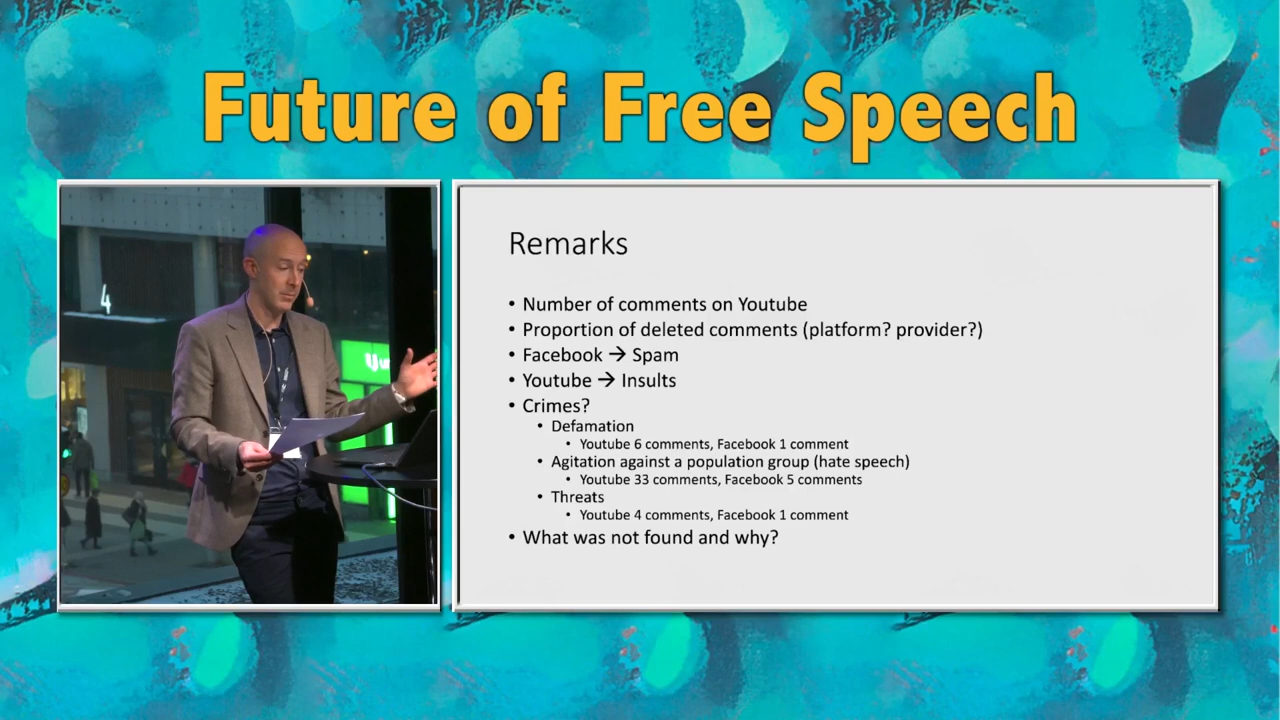 Future of Free Speech
4
Remarks
• Number of comments on Youtube
• Proportion of deleted comments (platform? provider?)
• Facebook → Spam
• Youtube → Insults
• Crimes?
• Defamation
• Youtube 6 comments, Facebook 1 comment
• Agitation against a population group (hate speech)
• Youtube 33 comments, Facebook 5 comments
• Threats
• Youtube 4 comments, Facebook 1 comment
• What was not found and why?